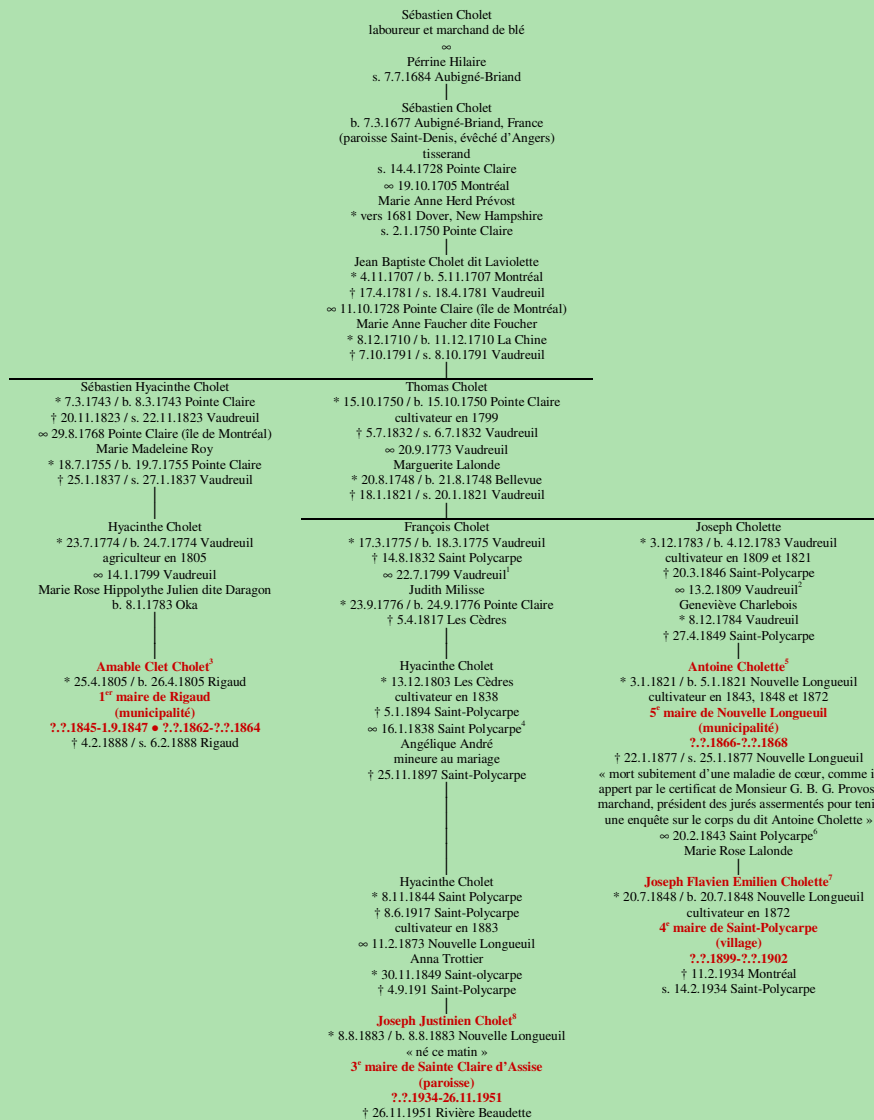 Sébastien Cholet
laboureur et marchand de blé
∞
Pérrine Hilaire
s. 7.7.1684 Aubigné-Briand
Sébastien Cholet
b. 7.3.1677 Aubigné-Briand, France
(paroisse Saint-Denis, évêché d'Angers)
tisserand
s. 14.4.1728 Pointe Claire
∞ 19.10.1705 Montréal
Marie Anne Herd Prévost
* vers 1681 Dover, New Hampshire
s. 2.1.1750 Pointe Claire
Jean Baptiste Cholet dit Laviolette
* 4.11.1707 / b. 5.11.1707 Montréal
† 17.4.1781 / s. 18.4.1781 Vaudreuil
∞ 11.10.1728 Pointe Claire (île de Montréal)
Marie Anne Faucher dite Foucher
* 8.12.1710 / b. 11.12.1710 La Chine
† 7.10.1791 / s. 8.10.1791 Vaudreuil
Sébastien Hyacinthe Cholet
* 7.3.1743 / b. 8.3.1743 Pointe Claire
† 20.11.1823 / s. 22.11.1823 Vaudreuil
∞ 29.8.1768 Pointe Claire (île de Montréal)
Marie Madeleine Roy
* 18.7.1755 / b. 19.7.1755 Pointe Claire
† 25.1.1837 / s. 27.1.1837 Vaudreuil
Thomas Cholet
* 15.10.1750 / b. 15.10.1750 Pointe Claire
cultivateur en 1799
† 5.7.1832 / s. 6.7.1832 Vaudreuil
∞ 20.9.1773 Vaudreuil
Marguerite Lalonde
* 20.8.1748 / b. 21.8.1748 Bellevue
† 18.1.1821 / s. 20.1.1821 Vaudreuil
Hyacinthe Cholet
* 23.7.1774 / b. 24.7.1774 Vaudreuil
agriculteur en 1805
∞ 14.1.1799 Vaudreuil
Marie Rose Hippolythe Julien dite Daragon
b. 8.1.1783 Oka
François Cholet
* 17.3.1775 / b. 18.3.1775 Vaudreuil
† 14.8.1832 Saint Polycarpe
∞ 22.7.1799 Vaudreuil¹
Judith Milisse
* 23.9.1776 / b. 24.9.1776 Pointe Claire
† 5.4.1817 Les Cèdres
Joseph Cholette
* 3.12.1783 / b. 4.12.1783 Vaudreuil
cultivateur en 1809 et 1821
† 20.3.1846 Saint-Polycarpe
∞ 13.2.1809 Vaudreuil²
Geneviève Charlebois
* 8.12.1784 Vaudreuil
† 27.4.1849 Saint-Polycarpe
Amable Clet Cholet³
* 25.4.1805 / b. 26.4.1805 Rigaud
1er maire de Rigaud
(municipalité)
?.?.1845-1.9.1847 ● ?.?.1862-?.?.1864
† 4.2.1888 / s. 6.2.1888 Rigaud
Hyacinthe Cholet
* 13.12.1803 Les Cèdres
cultivateur en 1838
† 5.1.1894 Saint-Polycarpe
∞ 16.1.1838 Saint Polycarpe⁴
Angélique André
mineure au mariage
† 25.11.1897 Saint-Polycarpe
Antoine Cholette⁵
* 3.1.1821 / b. 5.1.1821 Nouvelle Longueuil
cultivateur en 1843, 1848 et 1872
5e maire de Nouvelle Longueuil
(municipalité)
?.?.1866-?.?.1868
† 22.1.1877 / s. 25.1.1877 Nouvelle Longueuil
« mort subitement d'une maladie de cœur, comme i
appert par le certificat de Monsieur G. B. G. Provos
marchand, président des jurés assermentés pour teni
une enquête sur le corps du dit Antoine Cholette »
∞ 20.2.1843 Saint Polycarpe⁶
Marie Rose Lalonde
Hyacinthe Cholet
* 8.11.1844 Saint Polycarpe
† 8.6.1917 Saint-Polycarpe
cultivateur en 1883
∞ 11.2.1873 Nouvelle Longueuil
Anna Trottier
* 30.11.1849 Saint-olycarpe
† 4.9.191 Saint-Polycarpe
Joseph Flavien Emilien Cholette⁷
* 20.7.1848 / b. 20.7.1848 Nouvelle Longueuil
cultivateur en 1872
4e maire de Saint-Polycarpe
(village)
?.?.1899-?.?.1902
† 11.2.1934 Montréal
s. 14.2.1934 Saint-Polycarpe
Joseph Justinien Cholet⁸
* 8.8.1883 / b. 8.8.1883 Nouvelle Longueuil
« né ce matin »
3e maire de Sainte Claire d'Assise
(paroisse)
?.?.1934-26.11.1951
† 26.11.1951 Rivière Beaudette